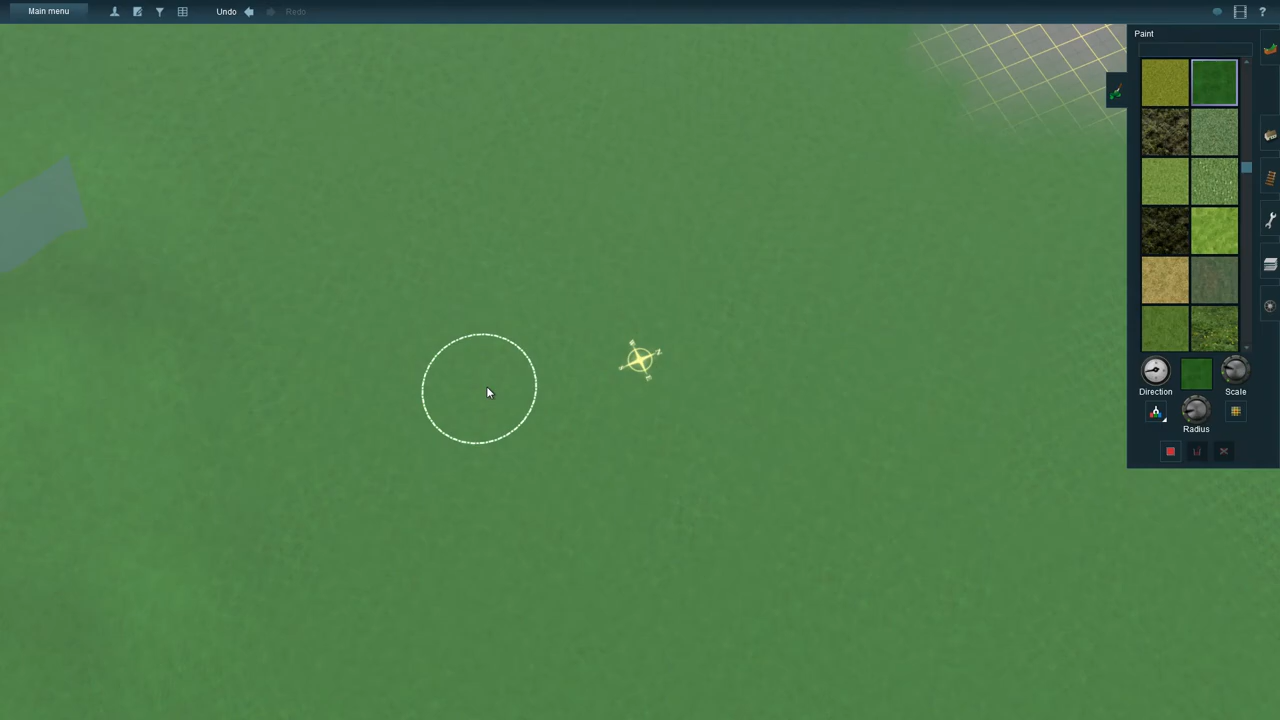 Main menu
Undo
Redo
?
Paint
Direction
Scale
Radius